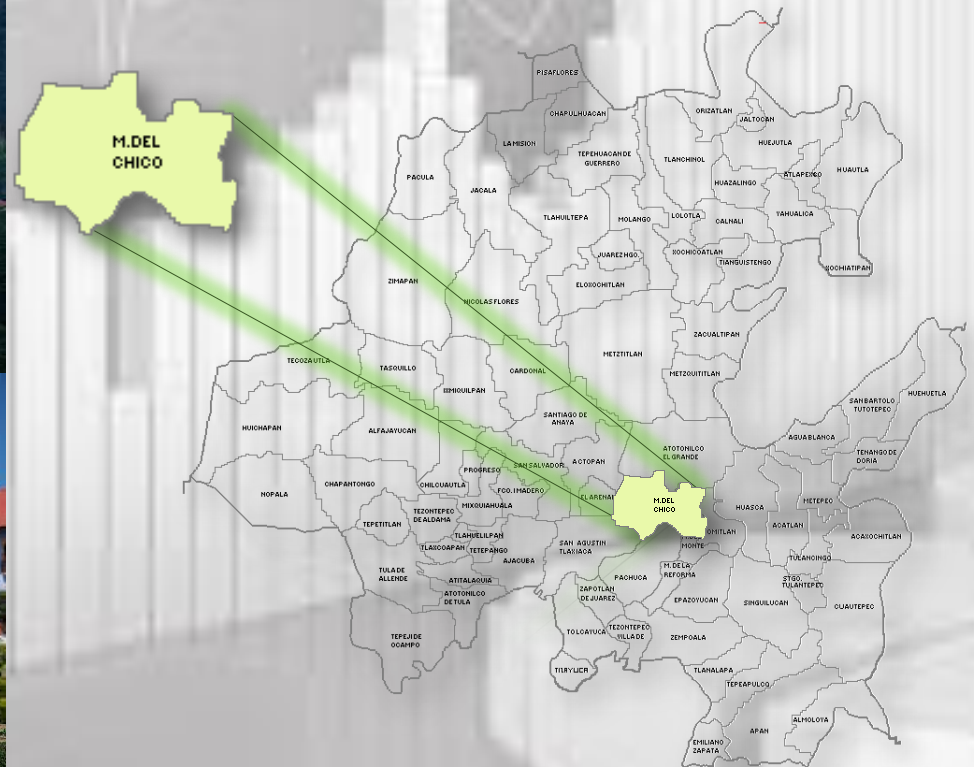 M.DEL
CHICO
PISAFLORES
CHAPULHUACAN
LA MISION
ORIZATLAN
JALTOCAN
HUEJUTLA
TEPEHUACAN DE
GUERRERO
TLANCHINOL
HUAUTLA
ATLAPEXCO
HUAZALINGO
PACULA
JACALA
TLAHUILTEPA
MOLANGO
LOLOTLA
CALNALI
YAHUALICA
JUAREZ HGO.
XOCHICOATLAN
TIANGUISTENGO
XOCHIATIPAN
ZIMAPAN
ELOXOCHITLAN
NICOLAS FLORES
ZACUALTIPAN
METZTITLAN
TECOZAUTLA
TASQUILLO
CARDONAL
METZQUITITLAN
IXMIQUILPAN
HUEHUETLA
SAN BARTOLO
TUTOTEPEC
SANTIAGO DE
ANAYA
HUICHAPAN
ALFAJAYUCAN
AGUA BLANCA
TENANGO DE
DORIA
ATOTONILCO
EL GRANDE
ACTOPAN
SAN SALVADOR
PROGRESO
CHAPANTONGO
CHILCUAUTLA
NOPALA
FCO. I MADERO
EL ARENAL
M.DEL
CHICO
METEPEC
HUASCA
MIXQUIAHUALA
TEZONTEPEC
DE ALDAMA
TEPETITLAN
ACATLAN
OMITLAN
ACAXOCHITLAN
TLAHUELILPAN
TLAXCOAPAN
TETEPANGO
SAN AGUSTIN
TLAXIACA
MONTE
AJACUBA
TULANCINGO
TULA DE
ALLENDE
ATITALAQUIA
PACHUCA
M. DE LA
REFORMA
STGO.
TULANTEPEC
ATOTONILCO
DE TULA
ZAPOTLAN
DE JUAREZ
EPAZOYUCAN
SINGUILUCAN
CUAUTEPEC
TEPEJI DE
OCAMPO
TOLCAYUCA
TEZONTEPEC
VILLA DE
ZEMPOALA
TIZAYUCA
TLANALAPA
TEPEAPULCO
ALMOLOYA
APAN
EMILIANO
ZAPATA